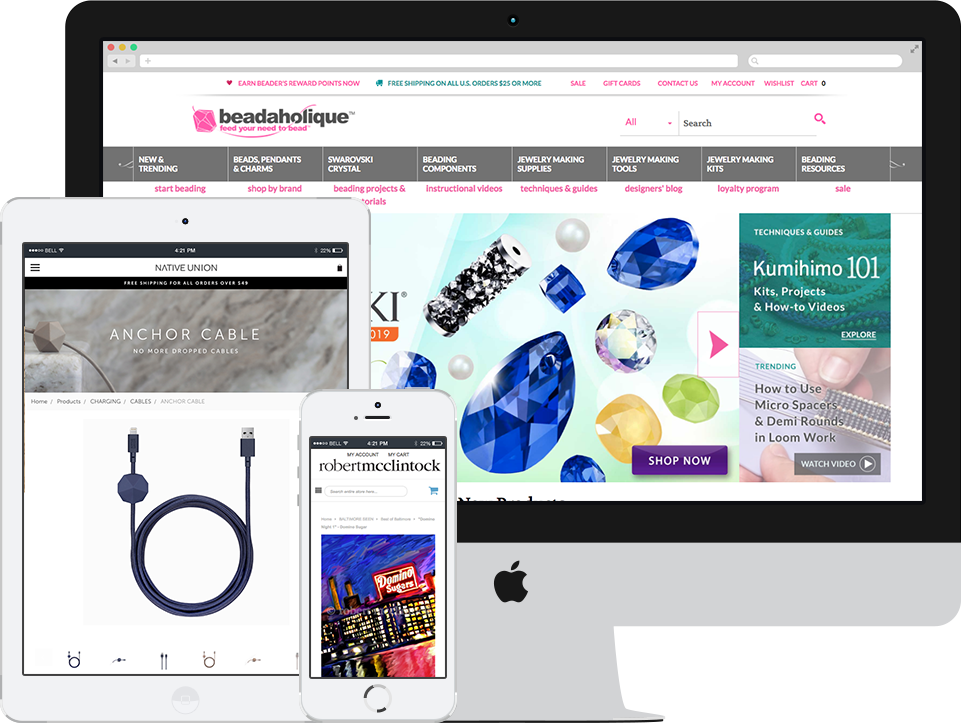 EARN BEADER'S REWARD POINTS NOW
FREE SHIPPING ON ALL U.S. ORDERS $25 OR MORE
SALE
GIFT CARDS
CONTACT US
MY ACCOUNT
WISHLIST
CART 0
beadaholique™
feed your need to bead
All
Search
NEW &
TRENDING
BEADS, PENDANTS
& CHARMS
SWAROVSKI
CRYSTAL
BEADING
COMPONENTS
JEWELRY MAKING
SUPPLIES
JEWELRY MAKING
TOOLS
JEWELRY MAKING
KITS
BEADING
RESOURCES
start beading
shop by brand
beading projects &
torials
instructional videos
techniques & guides
designers' blog
loyalty program
sale
KI®
019
SHOP NOW
TECHNIQUES & GUIDES
Kumihimo 101
Kits, Projects
& How-to Videos
EXPLORE
TRENDING
How to Use
Micro Spacers
& Demi Rounds
in Loom Work
WATCH VIDEO
New Products
BELL
4:21 PM
22%
NATIVE UNION
FREE SHIPPING FOR ALL ORDERS OVER $49
ANCHOR CABLE
NO MORE DROPPED CABLES
Home / Products / CHARGING / CABLES / ANCHOR CABLE
BELL
4:21 PM
22%
MY ACCOUNT MY CART
robertmcclintock
Search entire store here...
Home > BALTIMORE GEEK > Best of Baltimore > "Domino
Night 1" - Domino Sugar
Domino
Sugars